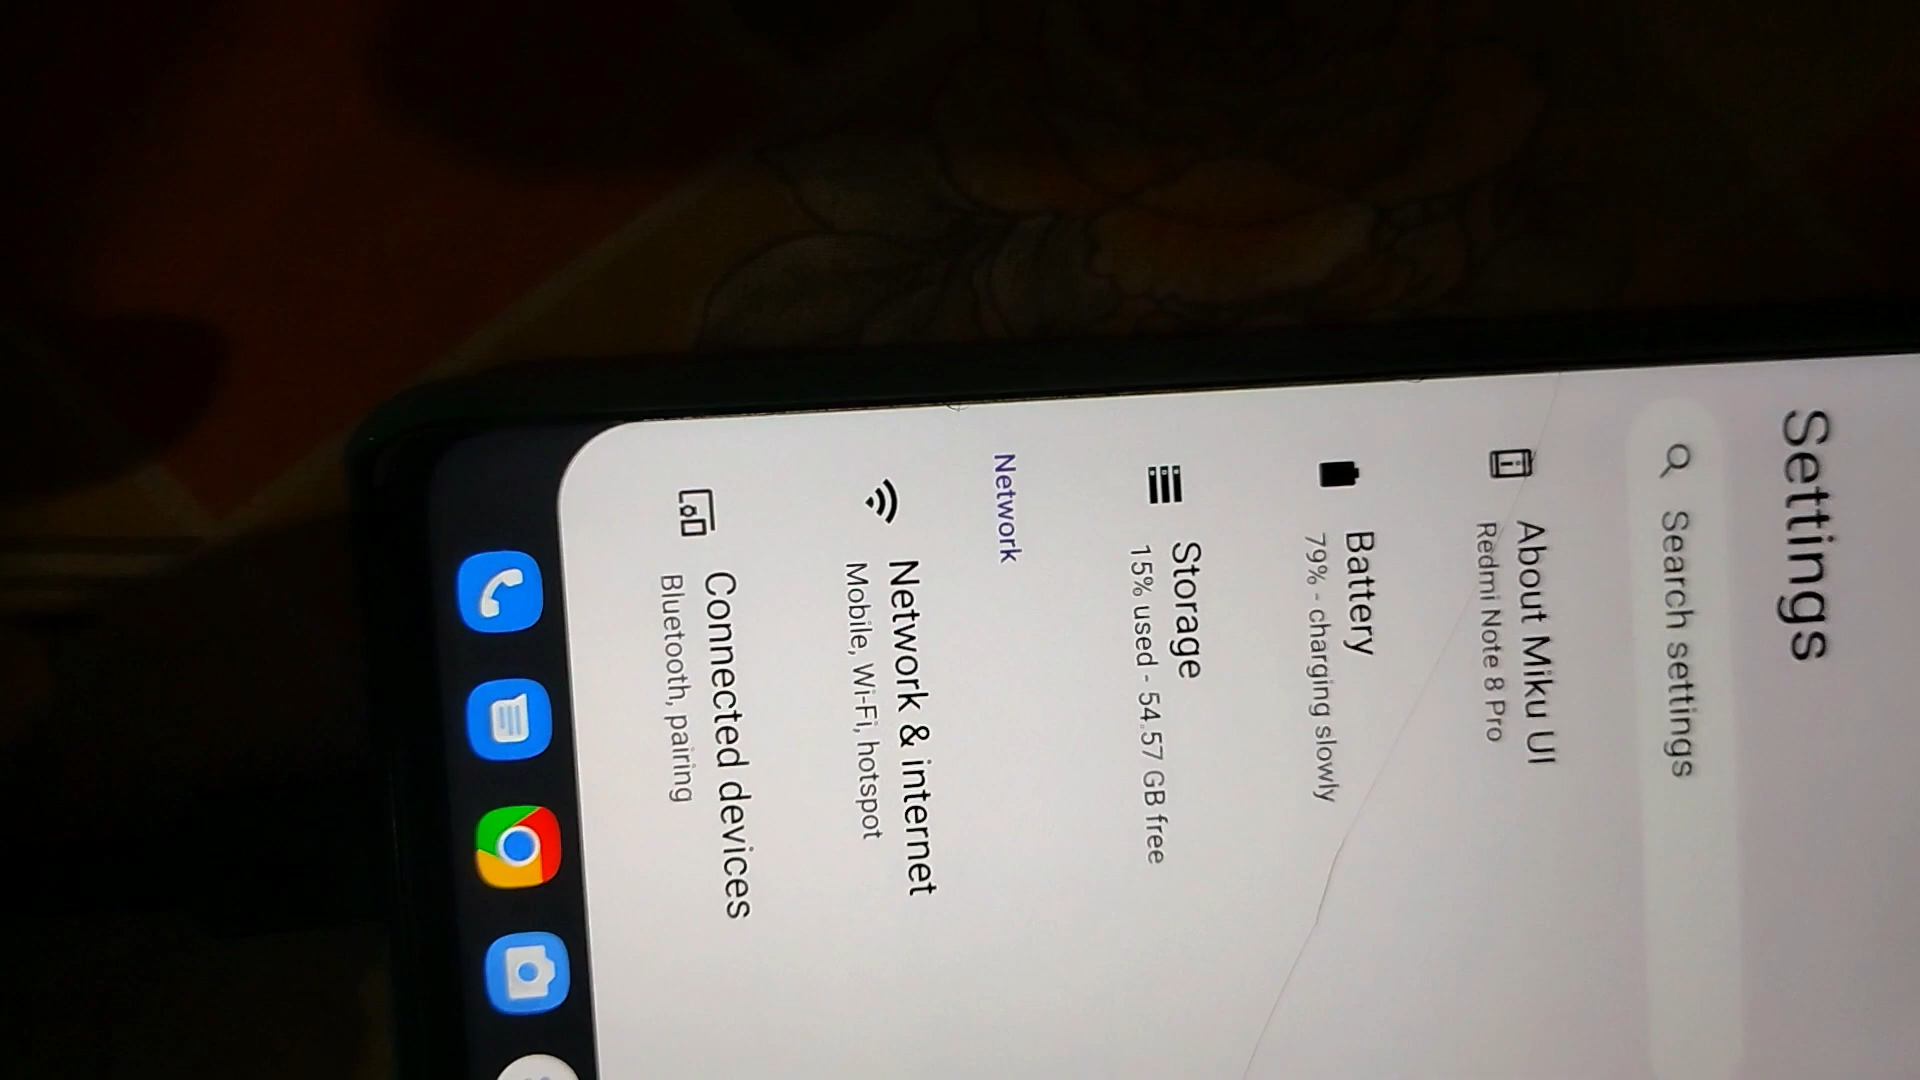 Settings
Search settings
About Miku UI
Redmi Note 8 Pro
Battery
79% - charging slowly
Storage
15% used - 54.57 GB free
Network
Network & internet
Mobile, Wi-Fi, hotspot
Connected devices
Bluetooth, pairing